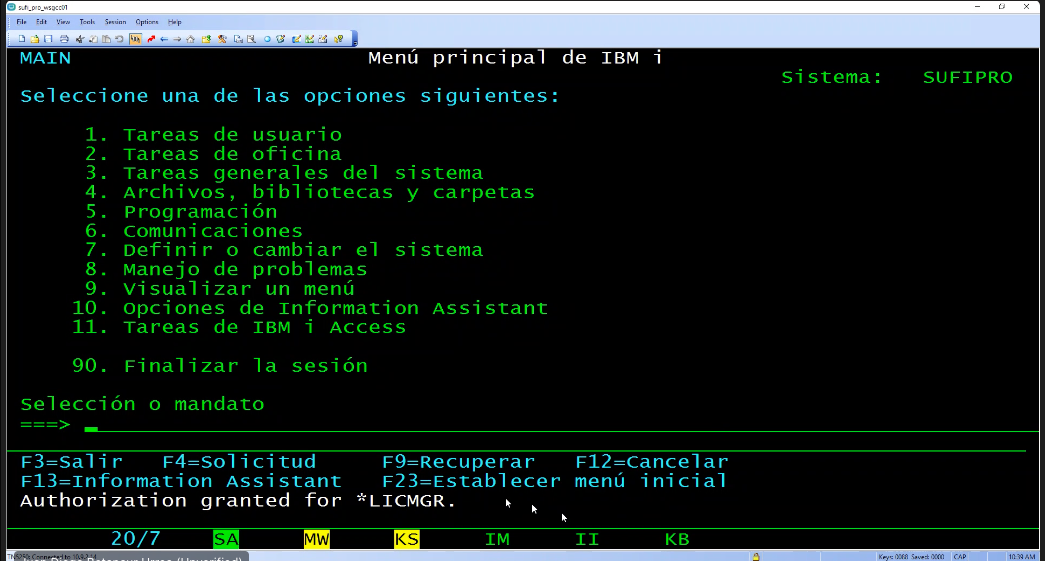 sufi_pro_wsgcc01
File Edit View Tools Session Options Help
MAIN Menú principal de IBM i
Sistema: SUFIPRO
Seleccione una de las opciones siguientes:
1. Tareas de usuario
2. Tareas de oficina
3. Tareas generales del sistema
4. Archivos, bibliotecas y carpetas
5. Programación
6. Comunicaciones
7. Definir o cambiar el sistema
8. Manejo de problemas
9. Visualizar un menú
10. Opciones de Information Assistant
11. Tareas de IBM i Access
90. Finalizar la sesión
Selección o mandato
===>
F3=Salir F4=Solicitud F9=Recuperar F12=Cancelar
F13=Information Assistant F23=Establecer menú inicial
Authorization granted for *LICMGR.
20/7 SA MW KS IM II KB
Keys: 0088 Saved: 0000 CAP 10:39 AM